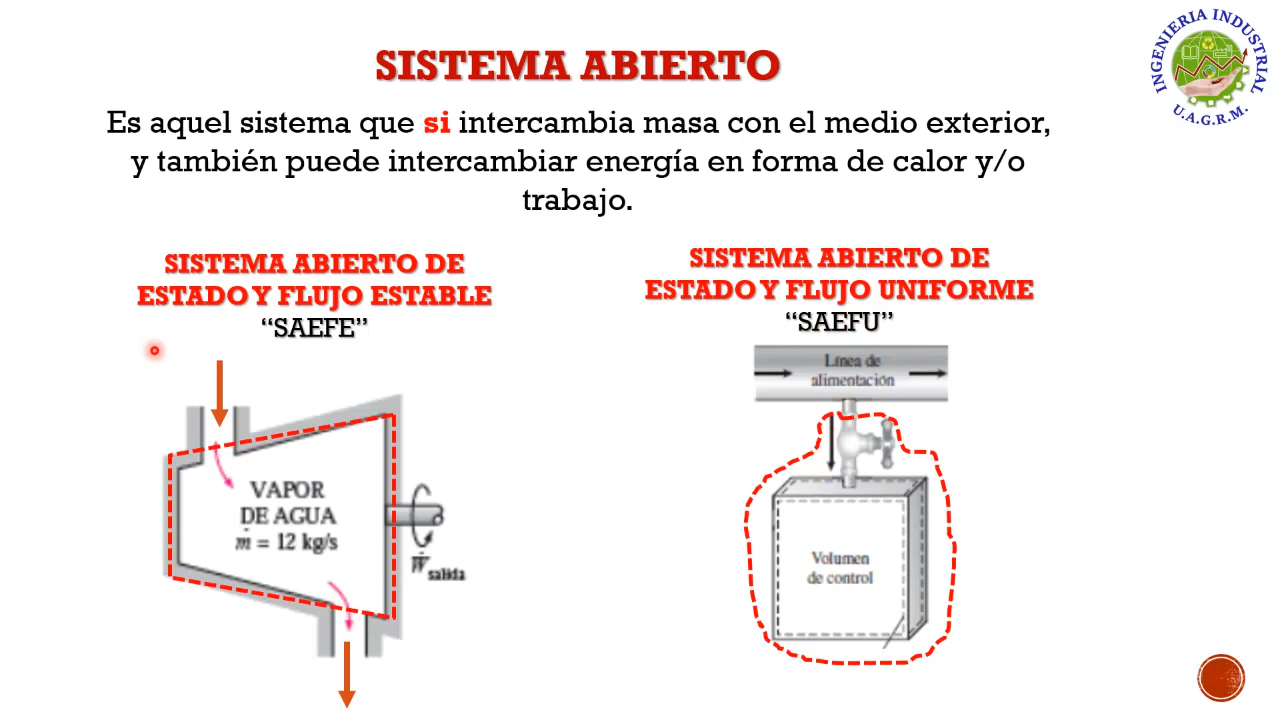 SISTEMA ABIERTO
Es aquel sistema que si intercambia masa con el medio exterior,
y también puede intercambiar energía en forma de calor y/o
trabajo.
SISTEMA ABIERTO DE
ESTADO Y FLUJO ESTABLE
“SAEFE”
VAPOR
DE AGUA
ṁ = 12 kg/s
Ẇsalida
SISTEMA ABIERTO DE
ESTADO Y FLUJO UNIFORME
“SAEFU”
Línea de
alimentación
Volumen
de control
INGENIERIA INDUSTRIAL
U.A.G.R.M.